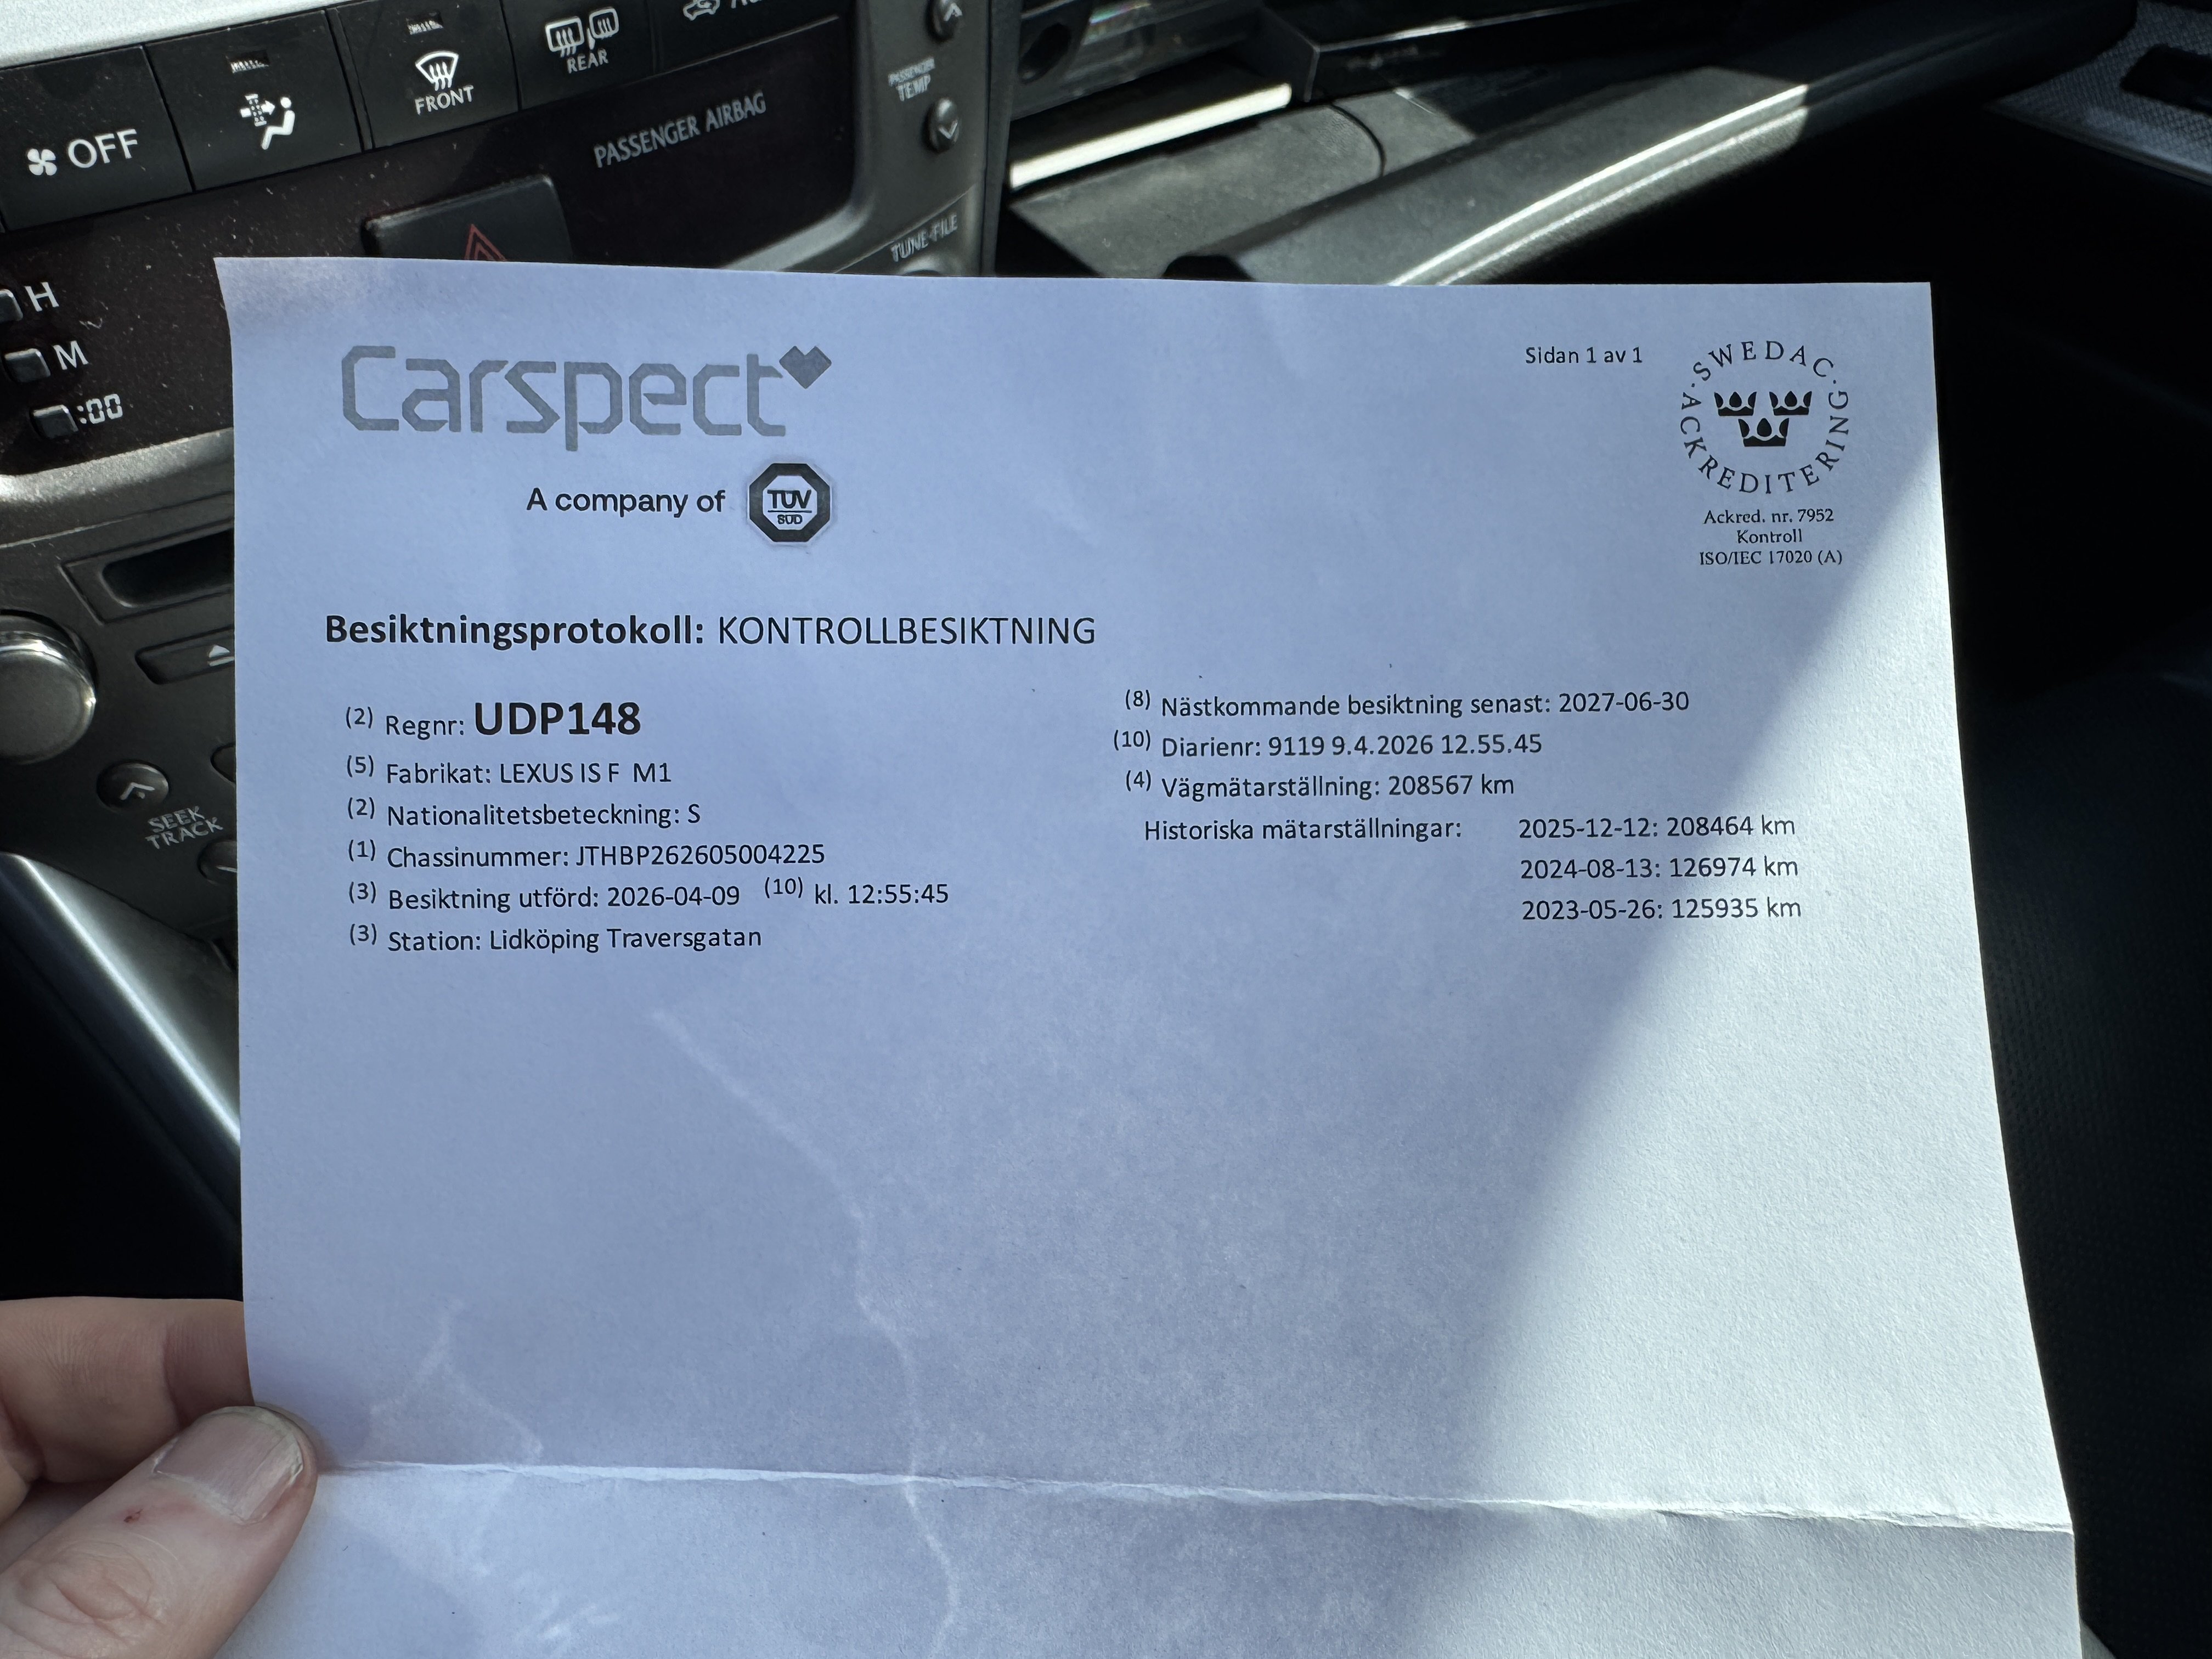 OFF
FRONT
REAR
PASSENGER AIRBAG
PASSENGER
TEMP
TUNE·FILE
H
M
:00
SEEK
TRACK
Carspect
A company of
TÜV
SÜD
Sidan 1 av 1
SWEDAC
ACKREDITERING
Ackred. nr. 7952
Kontroll
ISO/IEC 17020 (A)
Besiktningsprotokoll: KONTROLLBESIKTNING
(2) Regnr: UDP148
(5) Fabrikat: LEXUS IS F M1
(2) Nationalitetsbeteckning: S
(1) Chassinummer: JTHBP262605004225
(3) Besiktning utförd: 2026-04-09 (10) kl. 12:55:45
(3) Station: Lidköping Traversgatan
(8) Nästkommande besiktning senast: 2027-06-30
(10) Diarienr: 9119 9.4.2026 12.55.45
(4) Vägmätarställning: 208567 km
Historiska mätarställningar: 2025-12-12: 208464 km
2024-08-13: 126974 km
2023-05-26: 125935 km